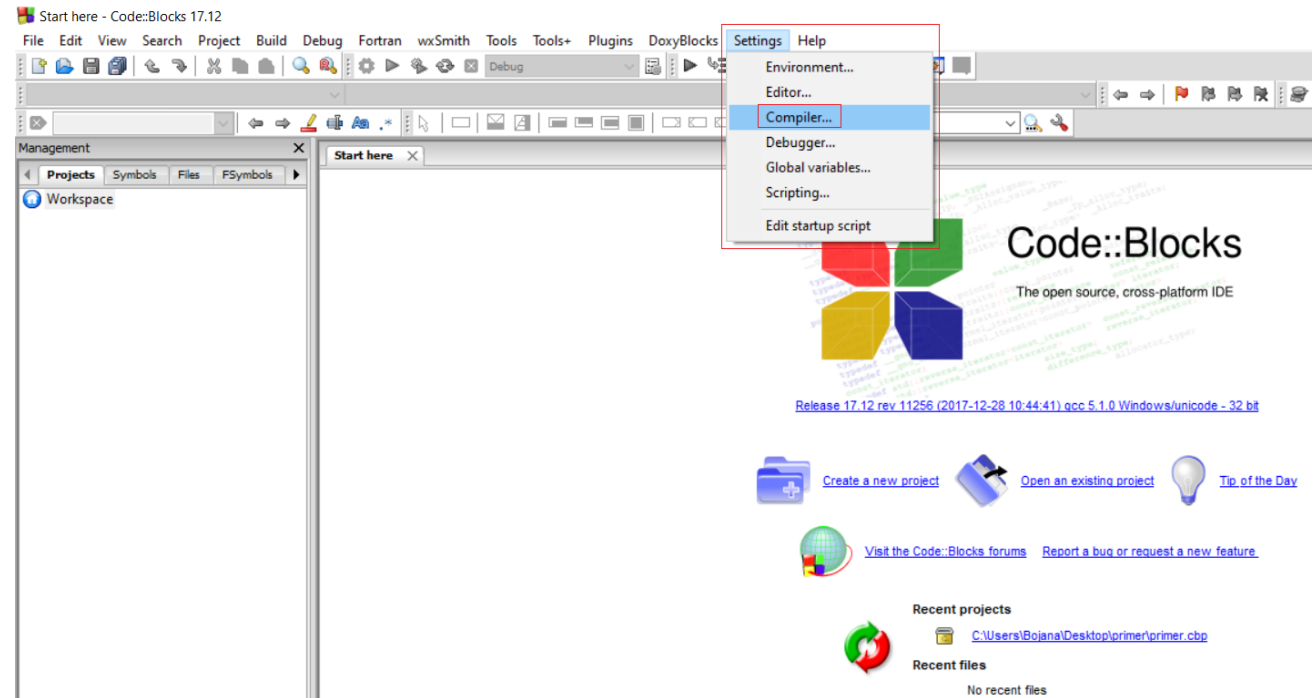 Start here - Code::Blocks 17.12
File Edit View Search Project Build Debug Fortran wxSmith Tools Tools+ Plugins DoxyBlocks Settings Help
Debug
Environment...
Editor...
Compiler...
Debugger...
Global variables...
Scripting...
Edit startup script
Management
Projects Symbols Files FSymbols
Workspace
Start here
Code::Blocks
The open source, cross-platform IDE
Release 17.12 rev 11256 (2017-12-28 10:44:41) gcc 5.1.0 Windows/unicode - 32 bit
Create a new project Open an existing project Tip of the Day
Visit the Code::Blocks forums Report a bug or request a new feature
Recent projects
C:\Users\Bojana\Desktop\primer\primer.cbp
Recent files
No recent files